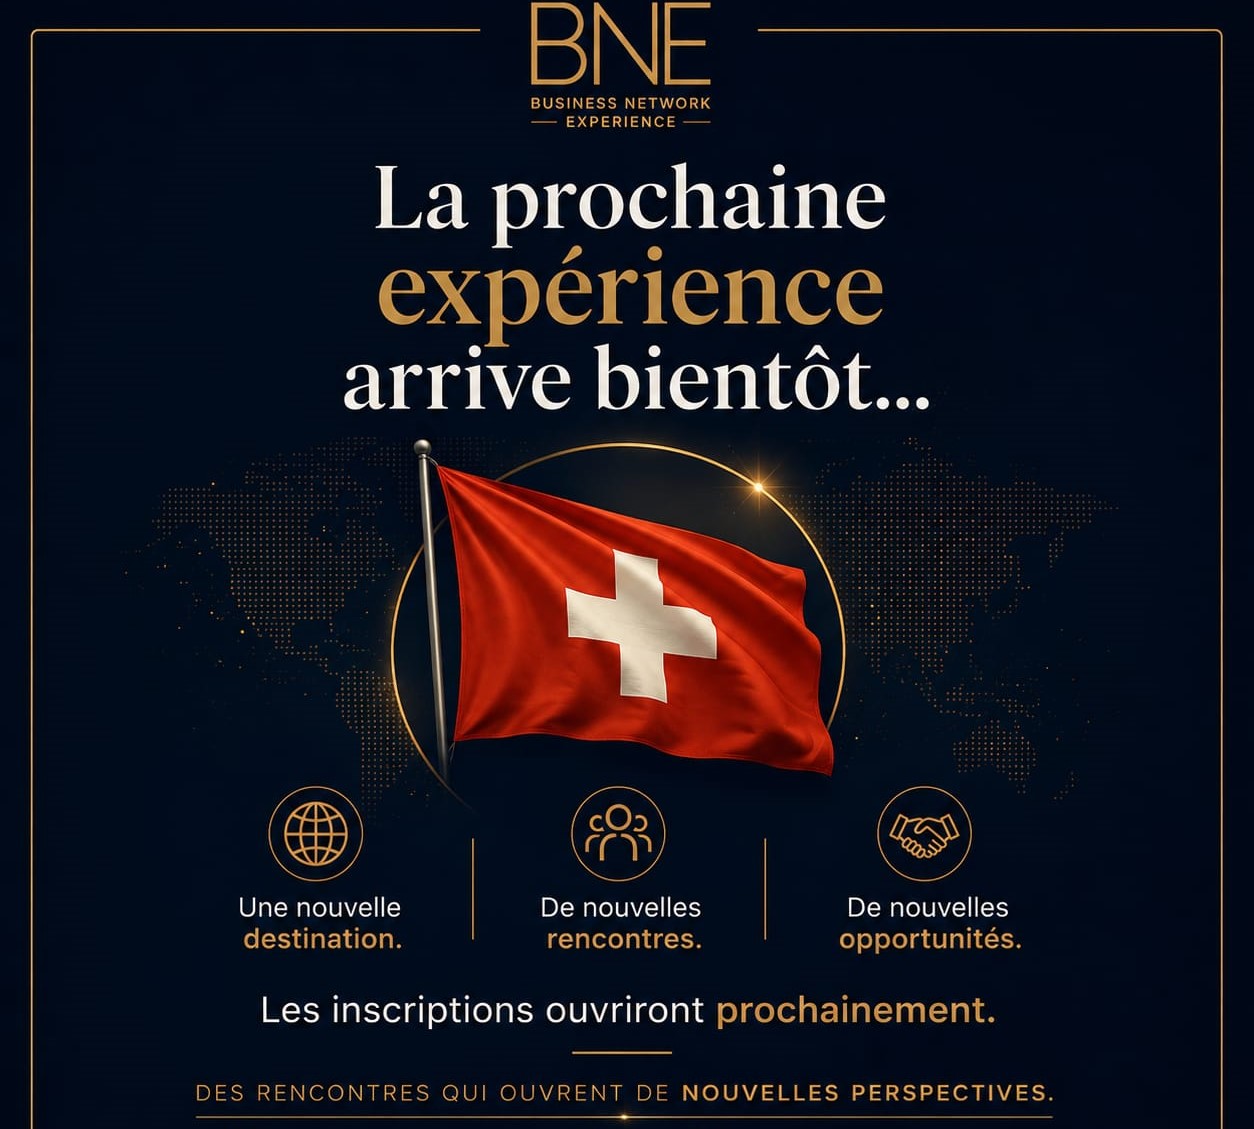 BNE
BUSINESS NETWORK
EXPERIENCE
La prochaine
expérience
arrive bientôt...
Une nouvelle
destination.
De nouvelles
rencontres.
De nouvelles
opportunités.
Les inscriptions ouvriront prochainement.
DES RENCONTRES QUI OUVRENT DE NOUVELLES PERSPECTIVES.